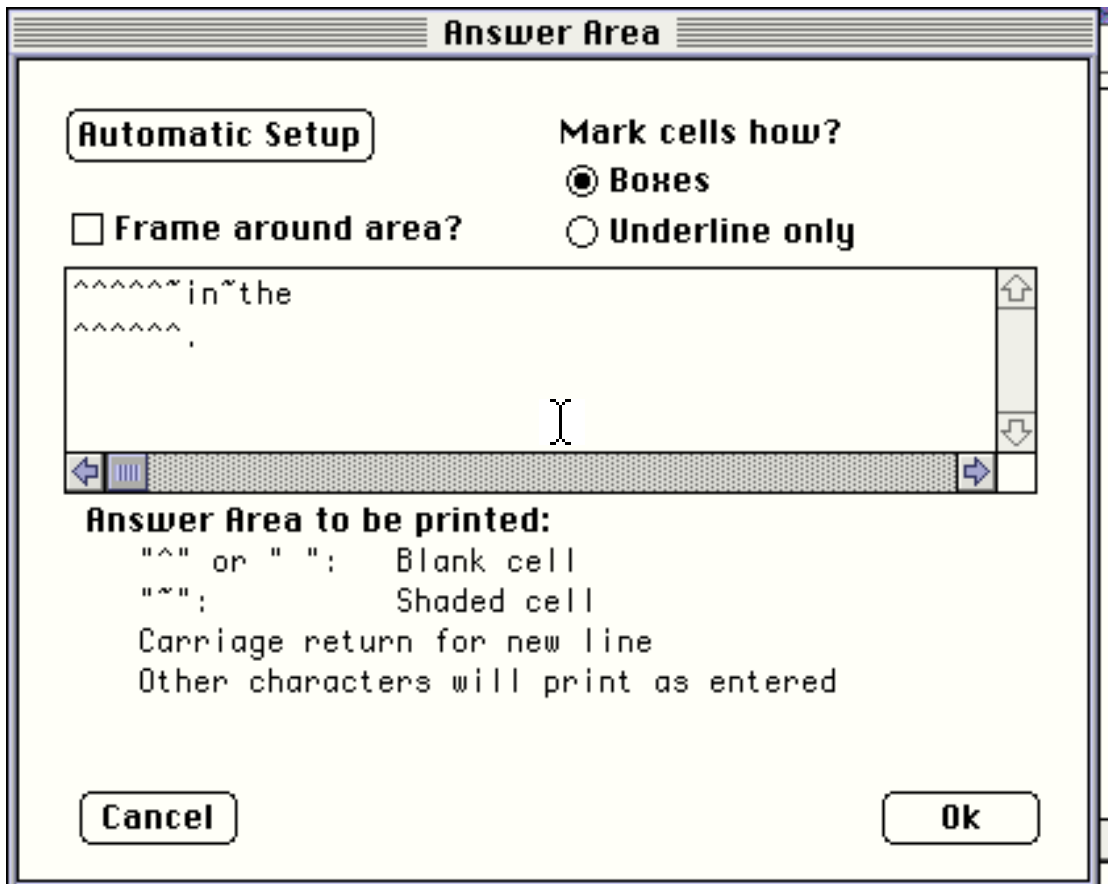 Answer Area
Automatic Setup
Mark cells how?
Boxes
Frame around area?
Underline only
^^^^^~in~the
^^^^^^.
Answer Area to be printed:
"^" or " ": Blank cell
"~": Shaded cell
Carriage return for new line
Other characters will print as entered
Cancel
Ok